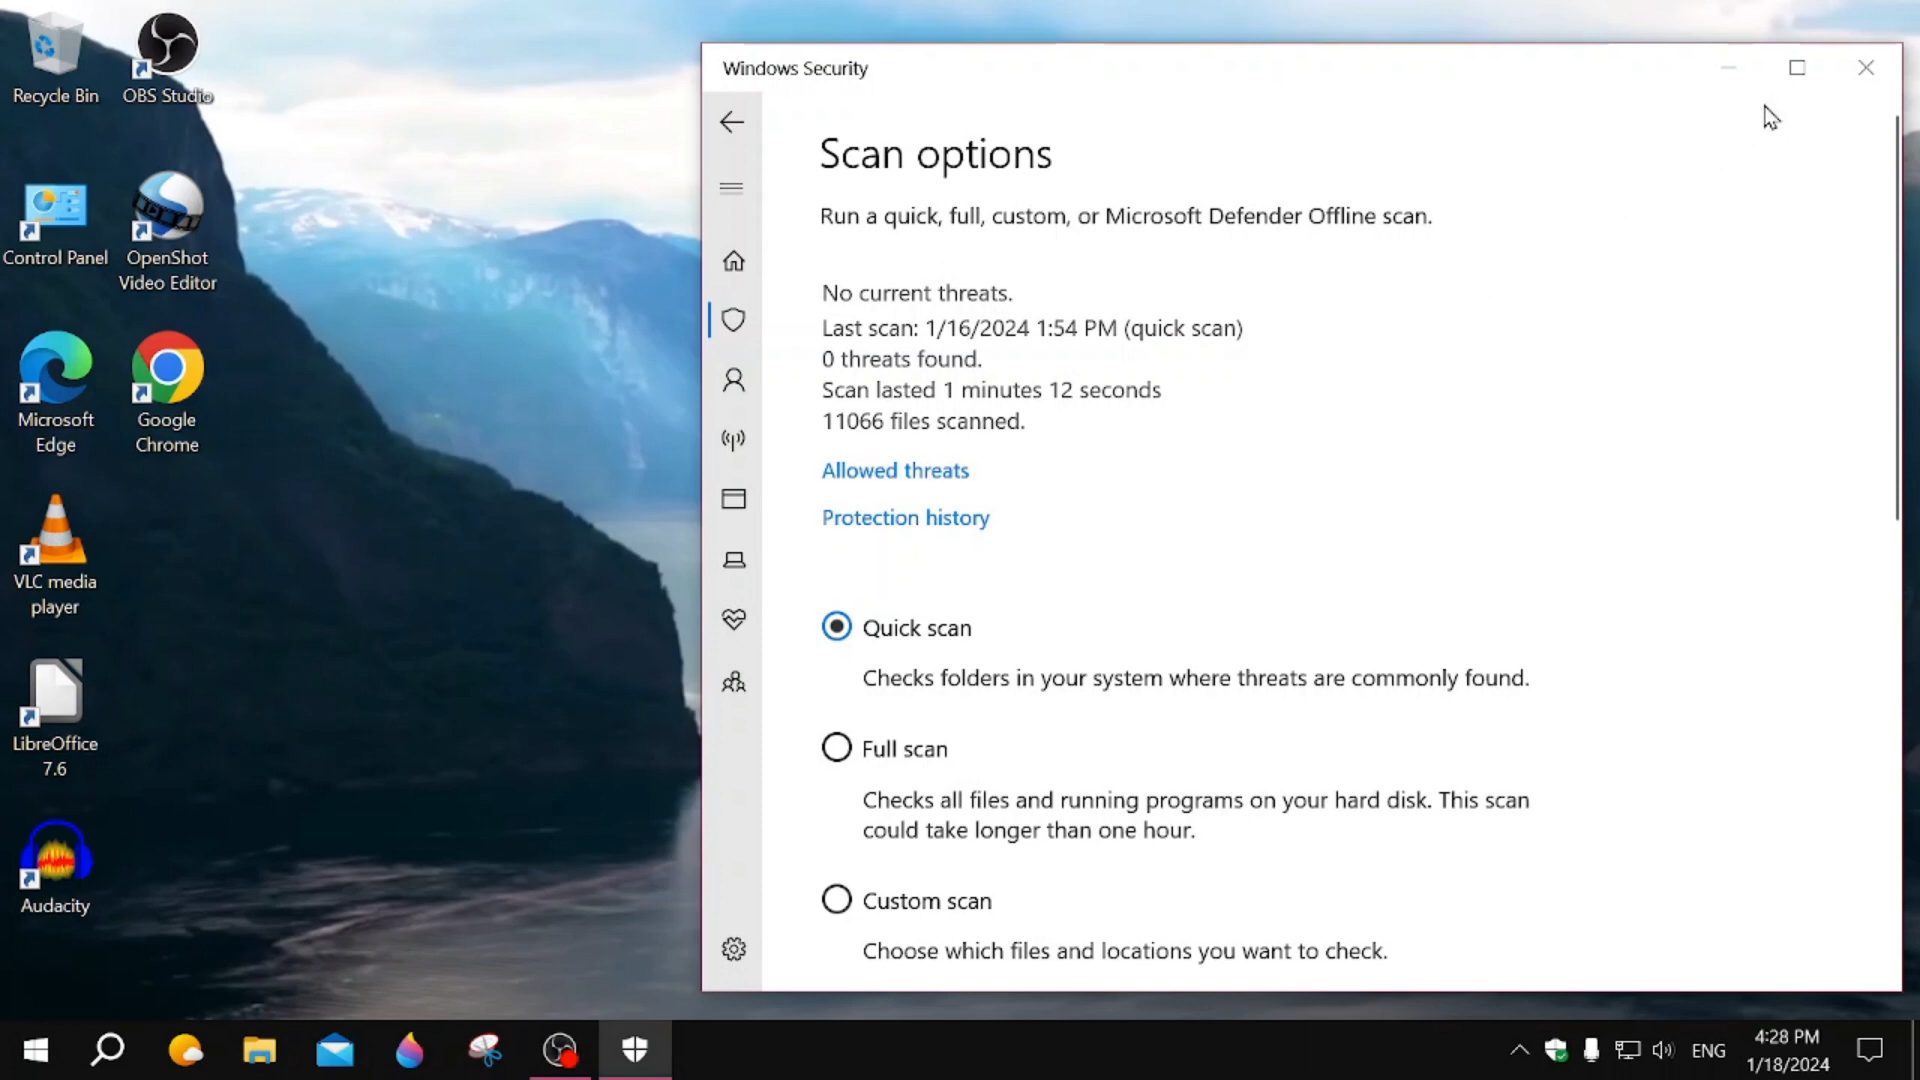 Recycle Bin
OBS Studio
Control Panel
OpenShot
Video Editor
Microsoft
Edge
Google
Chrome
VLC media
player
LibreOffice
7.6
Audacity
Windows Security
Scan options
Run a quick, full, custom, or Microsoft Defender Offline scan.
No current threats.
Last scan: 1/16/2024 1:54 PM (quick scan)
0 threats found.
Scan lasted 1 minutes 12 seconds
11066 files scanned.
Allowed threats
Protection history
Quick scan
Checks folders in your system where threats are commonly found.
Full scan
Checks all files and running programs on your hard disk. This scan
could take longer than one hour.
Custom scan
Choose which files and locations you want to check.
ENG
4:28 PM
1/18/2024